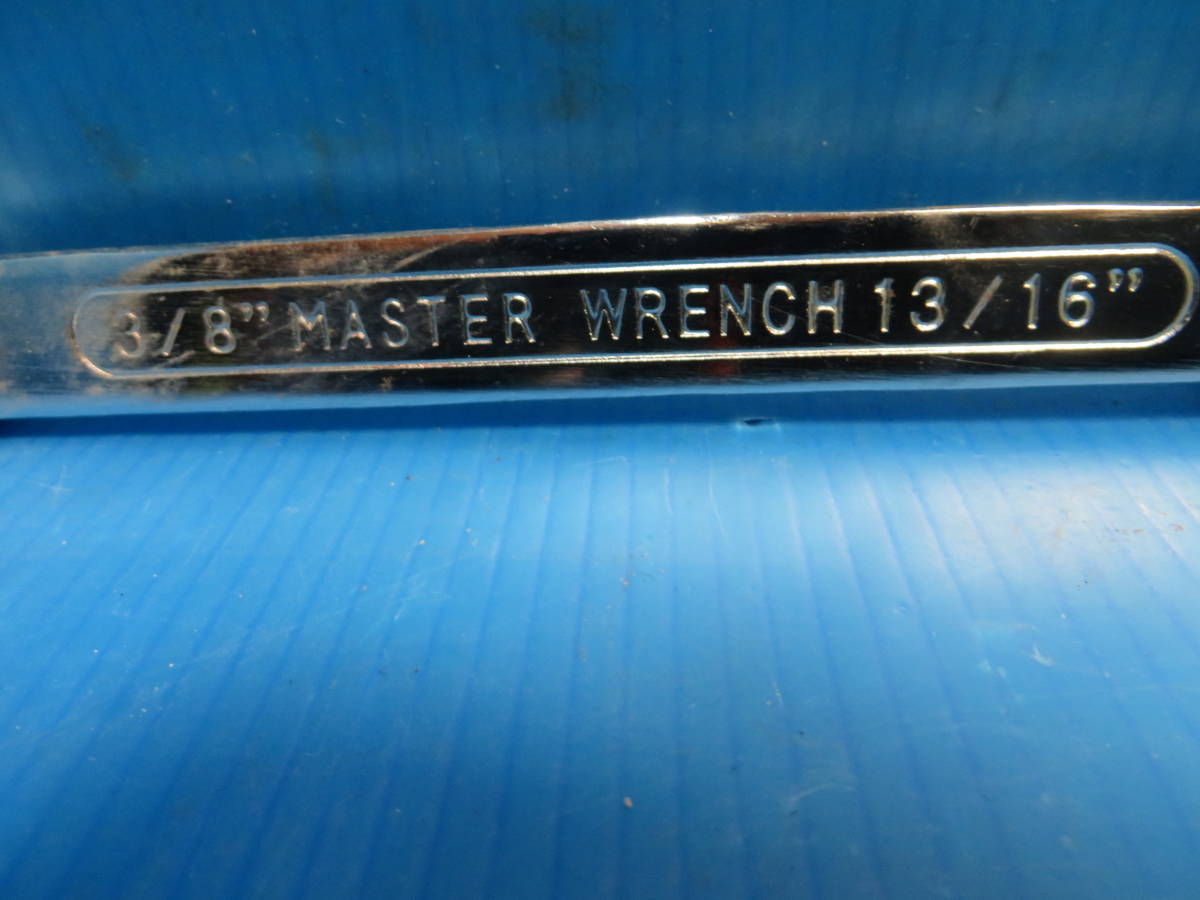 3/8” MASTER WRENCH 13/16”